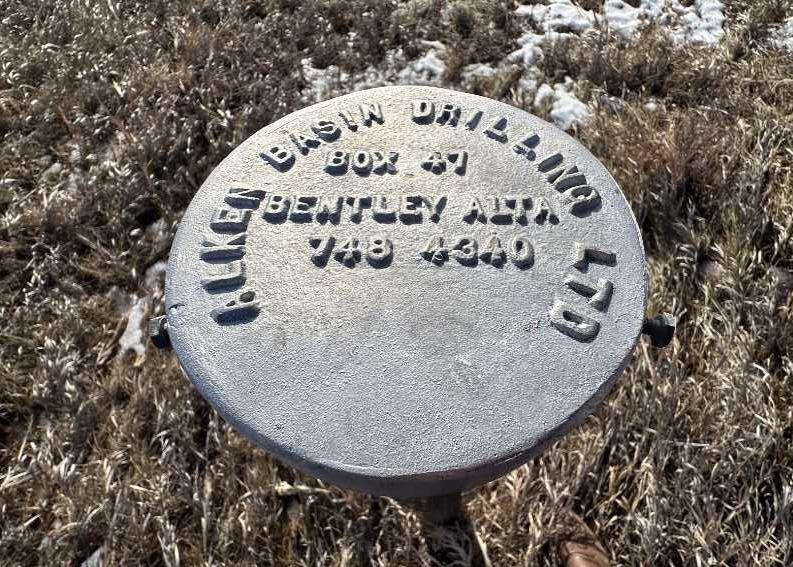 ALKEN BASIN DRILLING LTD
BOX 47
BENTLEY ALTA
748 4340